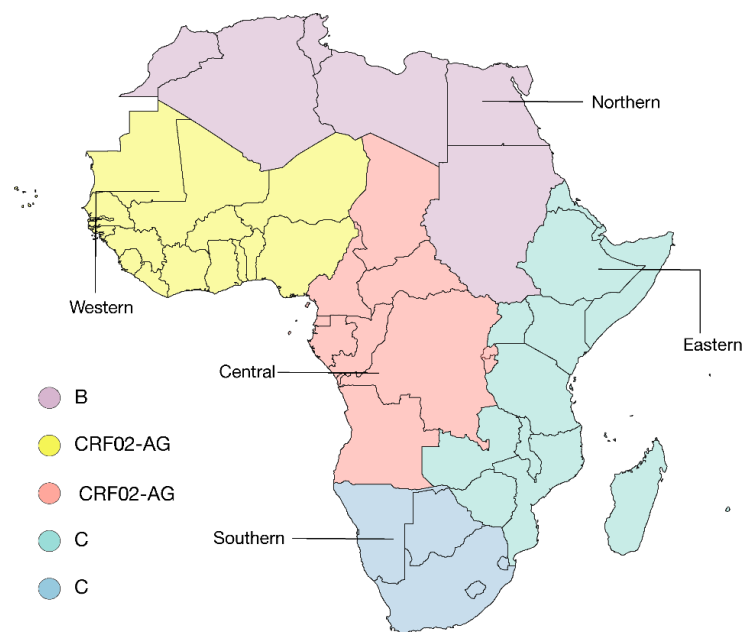 Northern
Western
Eastern
Central
B
CRF02-AG
CRF02-AG
C
Southern
C